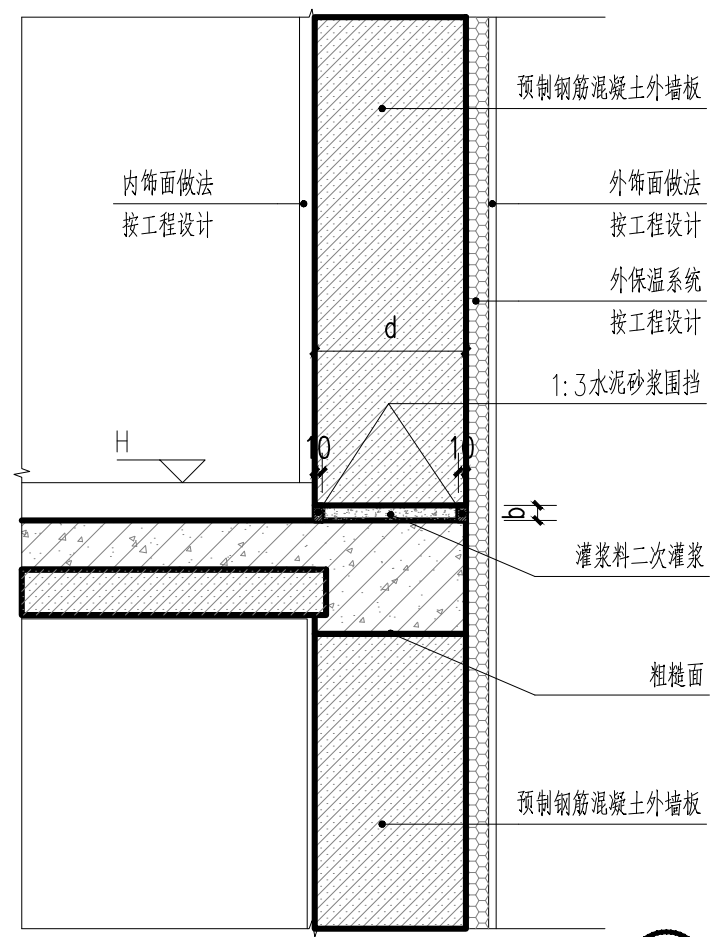 预制钢筋混凝土外墙板
内饰面做法
按工程设计
外饰面做法
按工程设计
外保温系统
按工程设计
d
1:3水泥砂浆围挡
H
10
10
b
灌浆料二次灌浆
粗糙面
预制钢筋混凝土外墙板